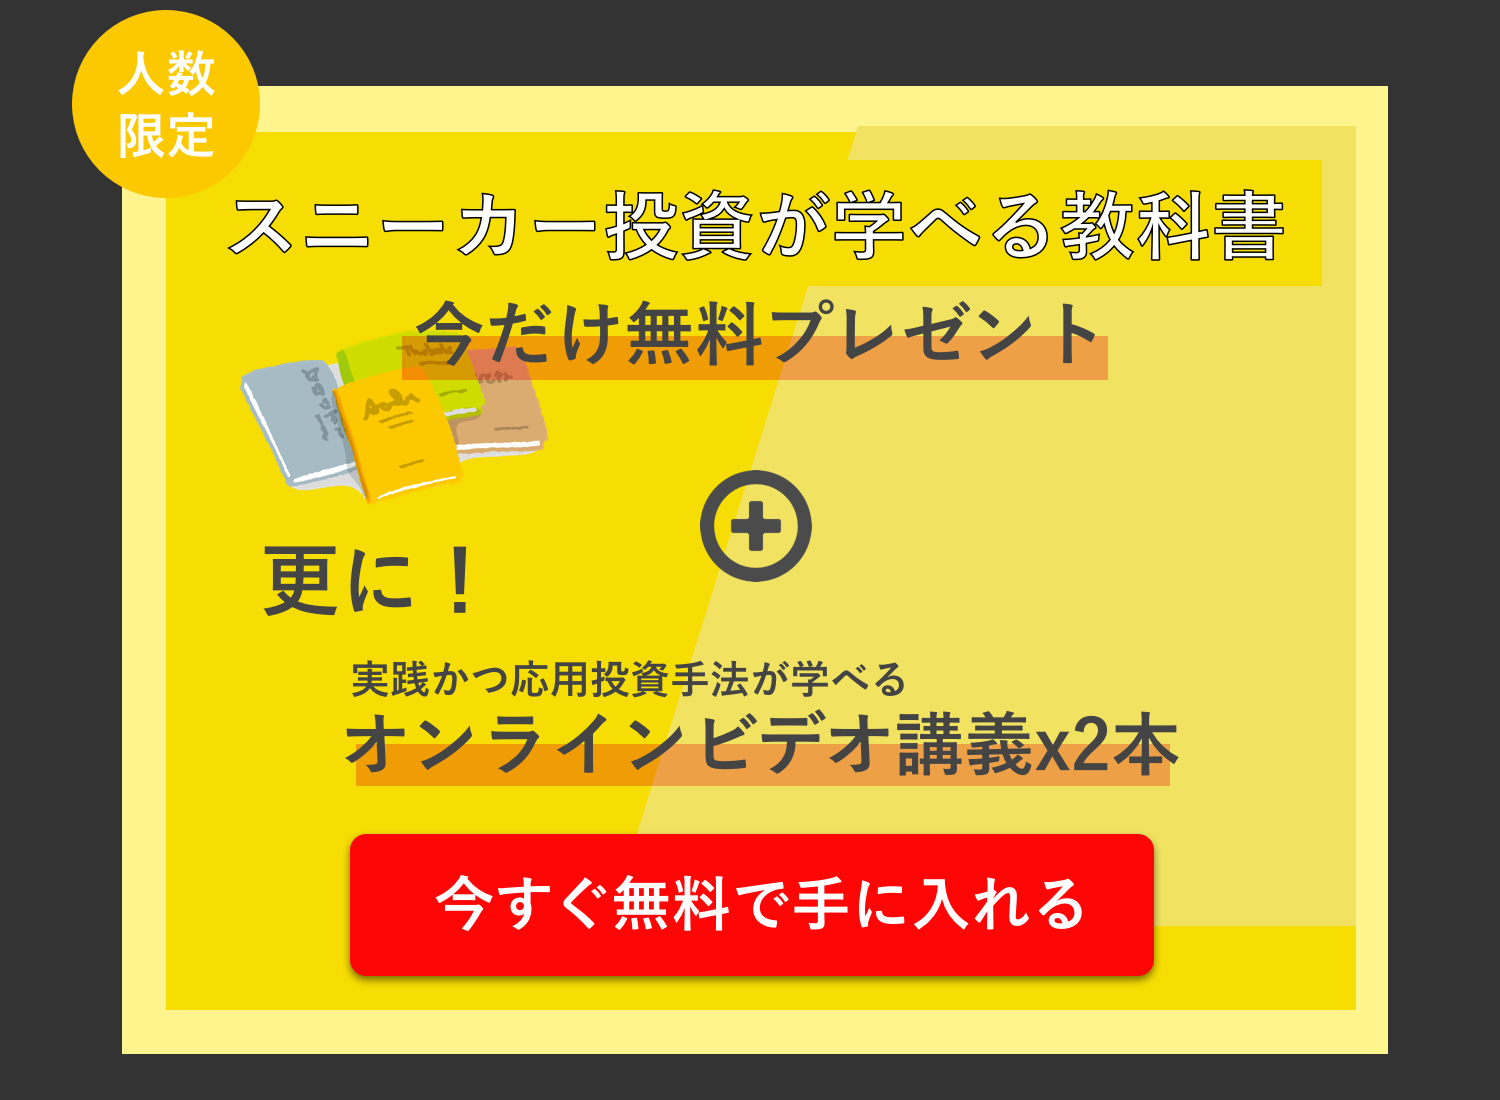 人数
限定
スニーカー投資が学べる教科書
今だけ無料プレゼント
更に！
実践かつ応用投資手法が学べる
オンラインビデオ講義x2本
今すぐ無料で手に入れる